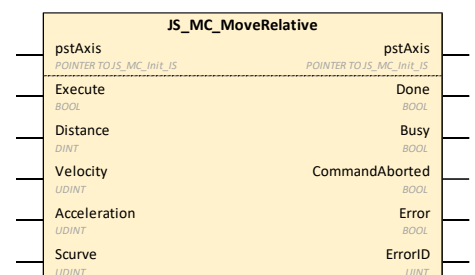 JS_MC_MoveRelative
pstAxis pstAxis
POINTER TO JS_MC_Init_IS POINTER TO JS_MC_Init_IS
Execute Done
BOOL BOOL
Distance Busy
DINT BOOL
Velocity CommandAborted
UDINT BOOL
Acceleration Error
UDINT BOOL
Scurve ErrorID
UDINT UINT